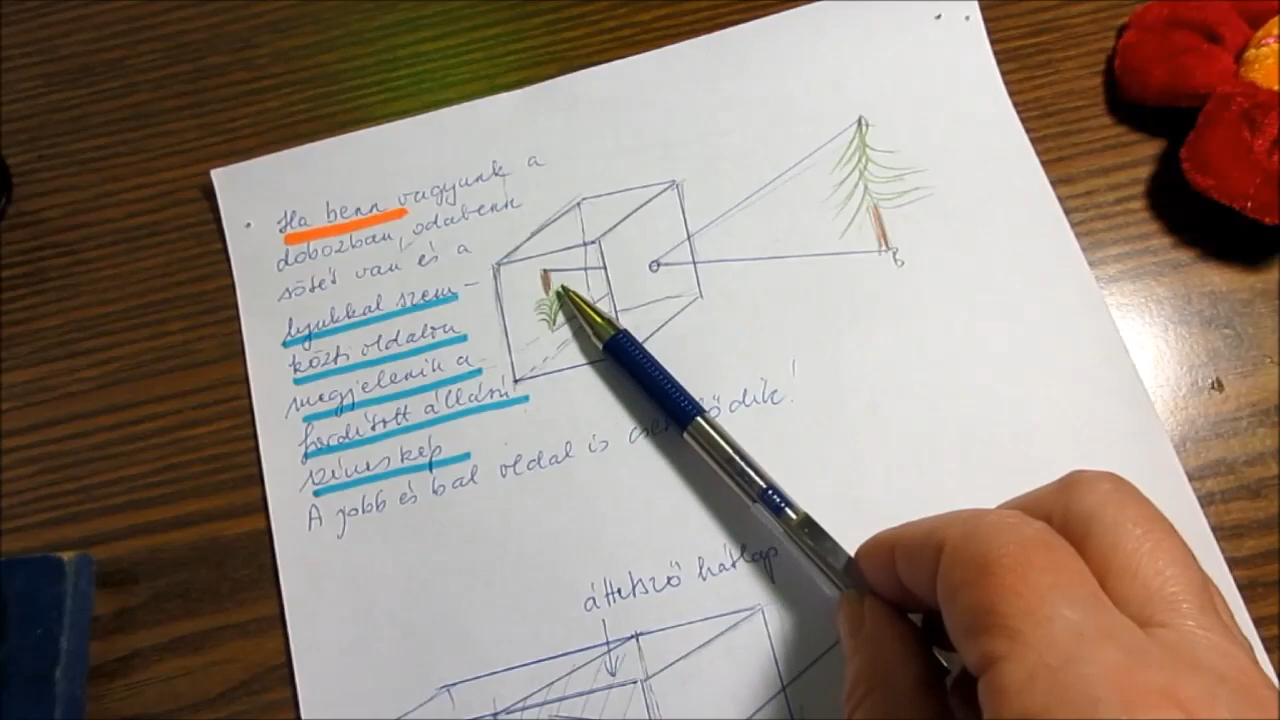 Ha benn vagyunk a
dobozban, odabenn
sötét van és a
lyukkal szem-
közti oldalon
megjelenik a
fordított állású
színes kép
A jobb és bal oldal is
B
áttetsző hátlap